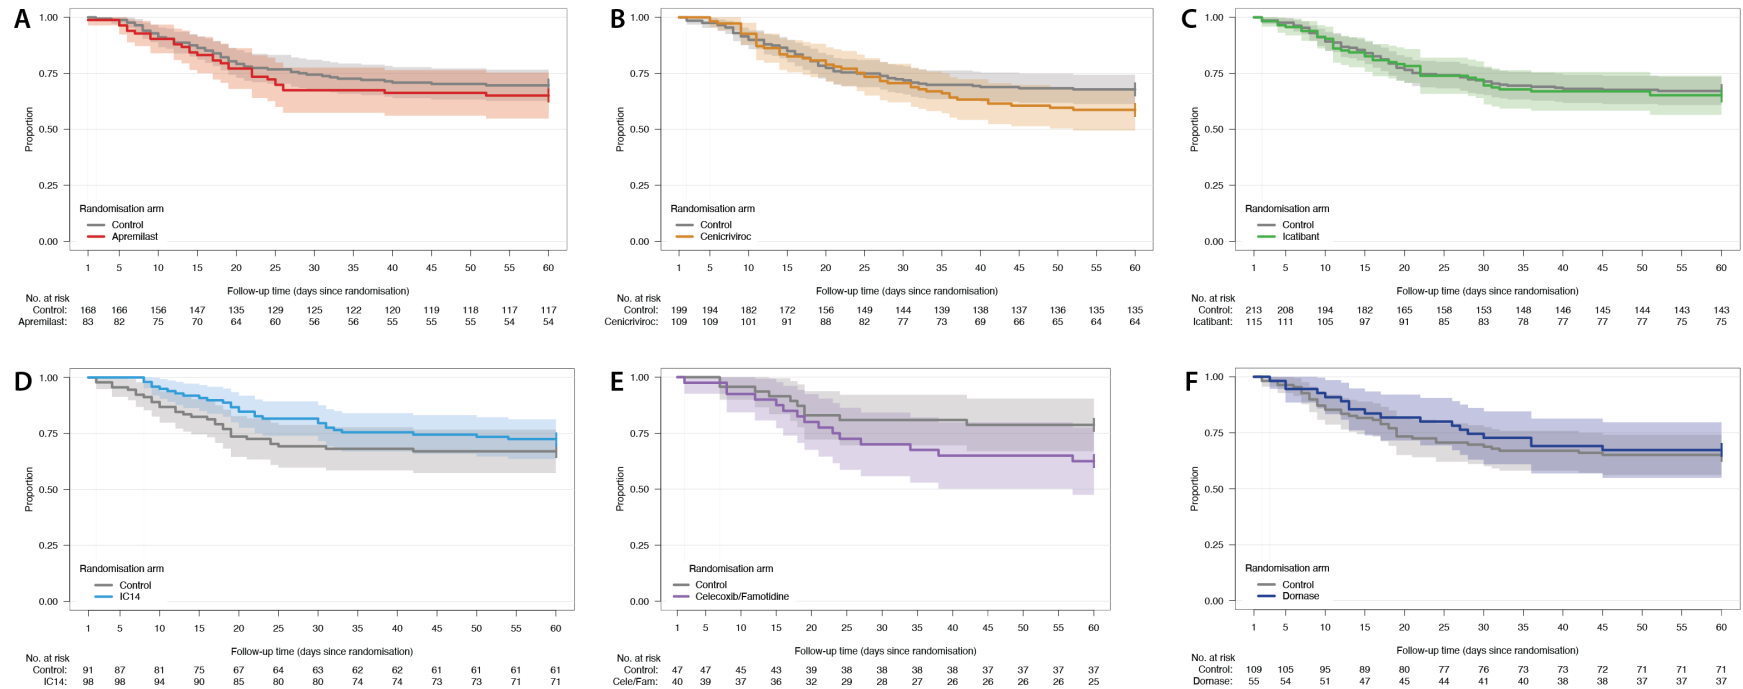 A
1.00
0.75
0.50
0.25
0.00
Proportion
Randomisation arm
Control
Apremilast
1 5 10 15 20 25 30 35 40 45 50 55 60
Follow-up time (days since randomisation)
No. at risk
Control: 168 166 156 147 135 129 125 122 120 119 118 117 117
Apremilast: 83 82 75 70 64 60 56 56 55 55 55 54 54
B
1.00
0.75
0.50
0.25
0.00
Proportion
Randomisation arm
Control
Cenicriviroc
1 5 10 15 20 25 30 35 40 45 50 55 60
Follow-up time (days since randomisation)
No. at risk
Control: 199 194 182 172 156 149 144 139 138 137 136 135 135
Cenicriviroc: 109 109 101 91 88 82 77 73 69 66 65 64 64
C
1.00
0.75
0.50
0.25
0.00
Proportion
Randomisation arm
Control
Icatibant
1 5 10 15 20 25 30 35 40 45 50 55 60
Follow-up time (days since randomisation)
No. at risk
Control: 213 208 194 182 165 158 153 148 146 145 144 143 143
Icatibant: 115 111 105 97 91 85 83 78 77 77 77 75 75
D
1.00
0.75
0.50
0.25
0.00
Proportion
Randomisation arm
Control
IC14
1 5 10 15 20 25 30 35 40 45 50 55 60
Follow-up time (days since randomisation)
No. at risk
Control: 91 87 81 75 67 64 63 62 62 61 61 61 61
IC14: 98 98 94 90 85 80 80 74 74 73 73 71 71
E
1.00
0.75
0.50
0.25
0.00
Proportion
Randomisation arm
Control
Celecoxib/Famotidine
1 5 10 15 20 25 30 35 40 45 50 55 60
Follow-up time (days since randomisation)
No. at risk
Control: 47 47 45 43 39 38 38 38 38 37 37 37 37
Cele/Fam: 40 39 37 36 32 29 28 27 26 26 26 26 25
F
1.00
0.75
0.50
0.25
0.00
Proportion
Randomisation arm
Control
Dornase
1 5 10 15 20 25 30 35 40 45 50 55 60
Follow-up time (days since randomisation)
No. at risk
Control: 109 105 95 89 80 77 76 73 73 72 71 71 71
Dornase: 55 54 51 47 45 44 41 40 38 38 37 37 37